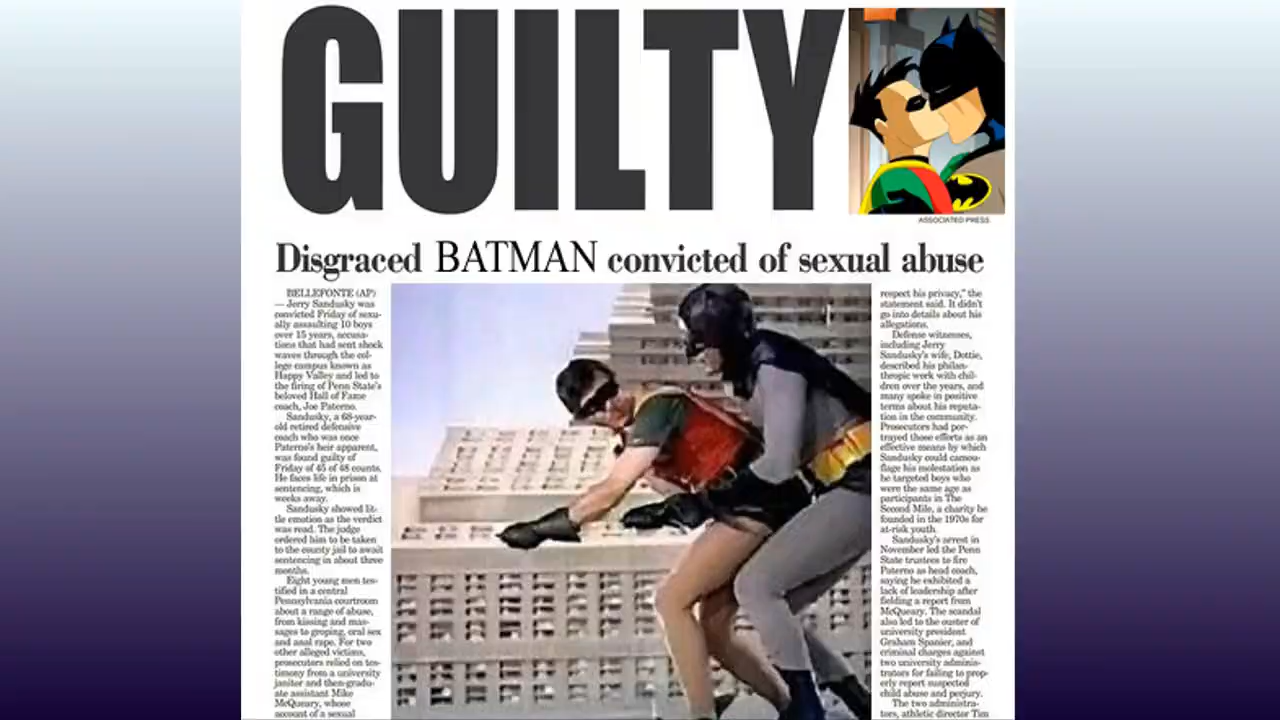 GUILTY
ASSOCIATED PRESS
Disgraced BATMAN convicted of sexual abuse
BELLEFONTE (AP)
— Jerry Sandusky was
convicted Friday of sexu-
ally assaulting 10 boys
over 15 years, accusa-
tions that had sent shock
waves through the col-
lege campus known as
Happy Valley and led to
the firing of Penn State's
beloved Hall of Fame
coach, Joe Paterno.
Sandusky, a 68-year-
old retired defensive
coach who was once
Paterno's heir apparent,
was found guilty of
Friday of 45 of 48 counts.
He faces life in prison at
sentencing, which is
weeks away.
Sandusky showed lit-
tle emotion as the verdict
was read. The judge
ordered him to be taken
to the county jail to await
sentencing in about three
months.
Eight young men tes-
tified in a central
Pennsylvania courtroom
about a range of abuse,
from kissing and mas-
sages to groping, oral sex
and anal rape. For two
other alleged victims,
prosecutors relied on tes-
timony from a university
janitor and then-gradu-
ate assistant Mike
McQueary, whose
account of a sexual
respect his privacy," the
statement said. It didn't
go into details about his
allegations.
Defense witnesses,
including Jerry
Sandusky's wife, Dottie,
described his philan-
thropic work with chil-
dren over the years, and
many spoke in positive
terms about his reputa-
tion in the community.
Prosecutors had por-
trayed those efforts as an
effective means by which
Sandusky could camou-
flage his molestation as
he targeted boys who
were the same age as
participants in The
Second Mile, a charity he
founded in the 1970s for
at-risk youth.
Sandusky's arrest in
November led the Penn
State trustees to fire
Paterno as head coach,
saying he exhibited a
lack of leadership after
fielding a report from
McQueary. The scandal
also led to the ouster of
university president
Graham Spanier, and
criminal charges against
two university adminis-
trators for failing to prop-
erly report suspected
child abuse and perjury.
The two administra-
tors, athletic director Tim